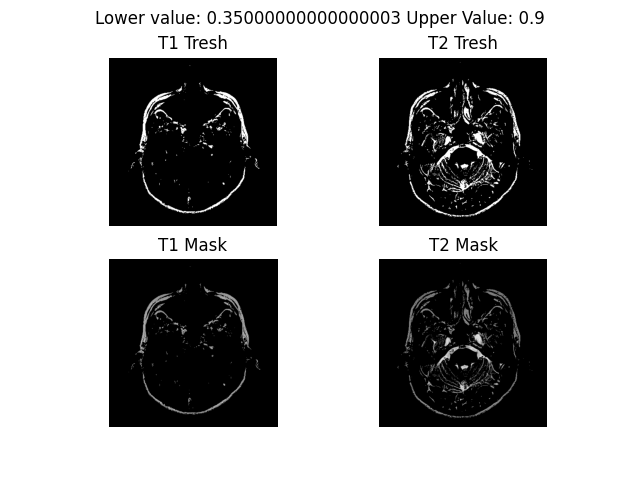 Lower value: 0.35000000000000003 Upper Value: 0.9
T1 Tresh
T2 Tresh
T1 Mask
T2 Mask